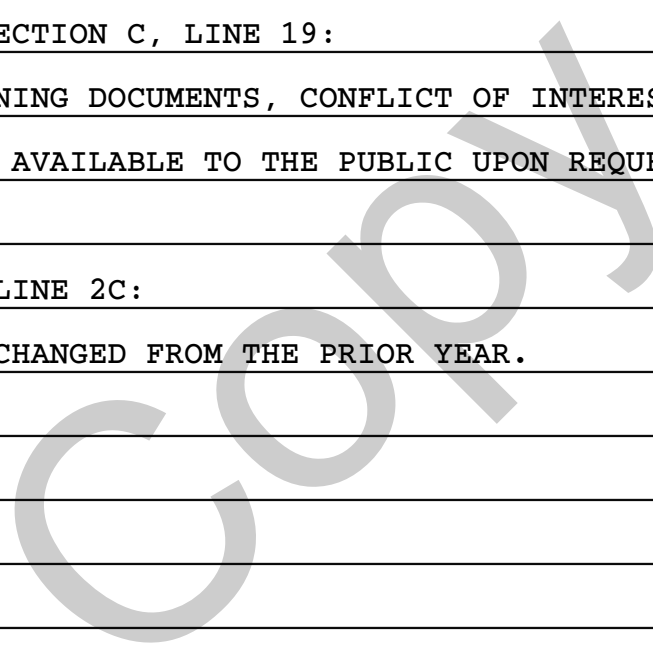 ECTION C, LINE 19:
NING DOCUMENTS, CONFLICT OF INTERES
AVAILABLE TO THE PUBLIC UPON REQUE
LINE 2C:
CHANGED FROM THE PRIOR YEAR.
Copy